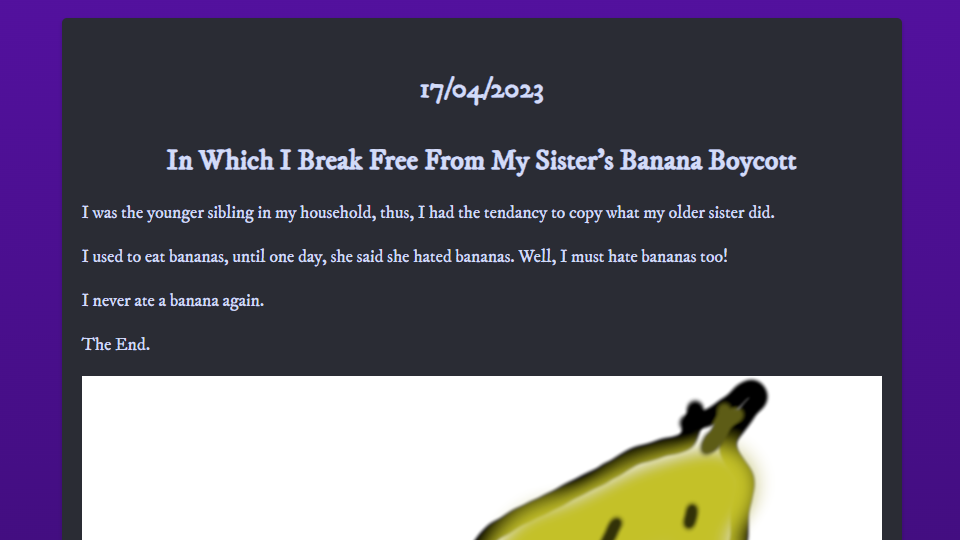 17/04/2023
In Which I Break Free From My Sister's Banana Boycott
I was the younger sibling in my household, thus, I had the tendancy to copy what my older sister did.
I used to eat bananas, until one day, she said she hated bananas. Well, I must hate bananas too!
I never ate a banana again.
The End.